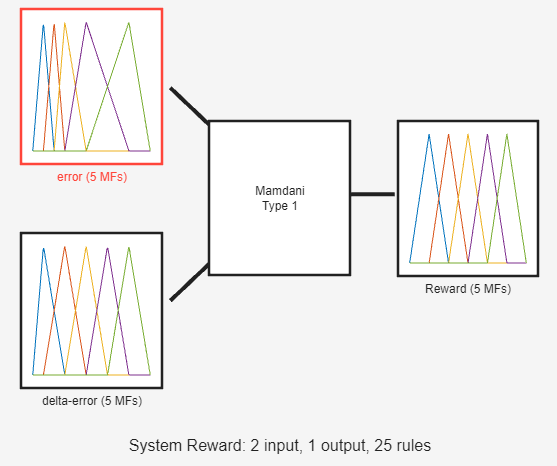 error (5 MFs)
Mamdani
Type 1
Reward (5 MFs)
delta-error (5 MFs)
System Reward: 2 input, 1 output, 25 rules